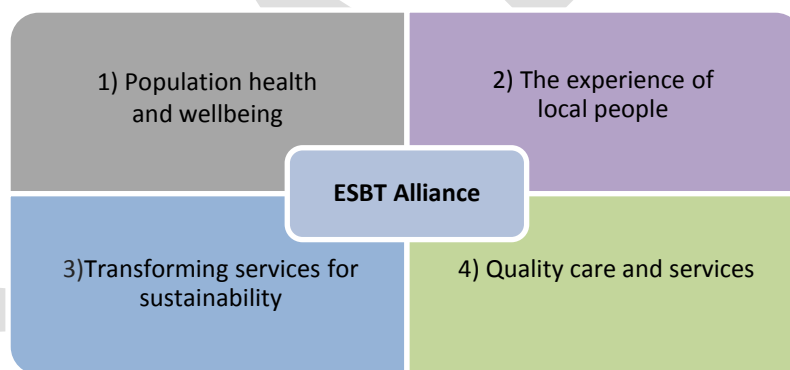 1) Population health
and wellbeing
2) The experience of
local people
ESBT Alliance
3)Transforming services for
sustainability
4) Quality care and services